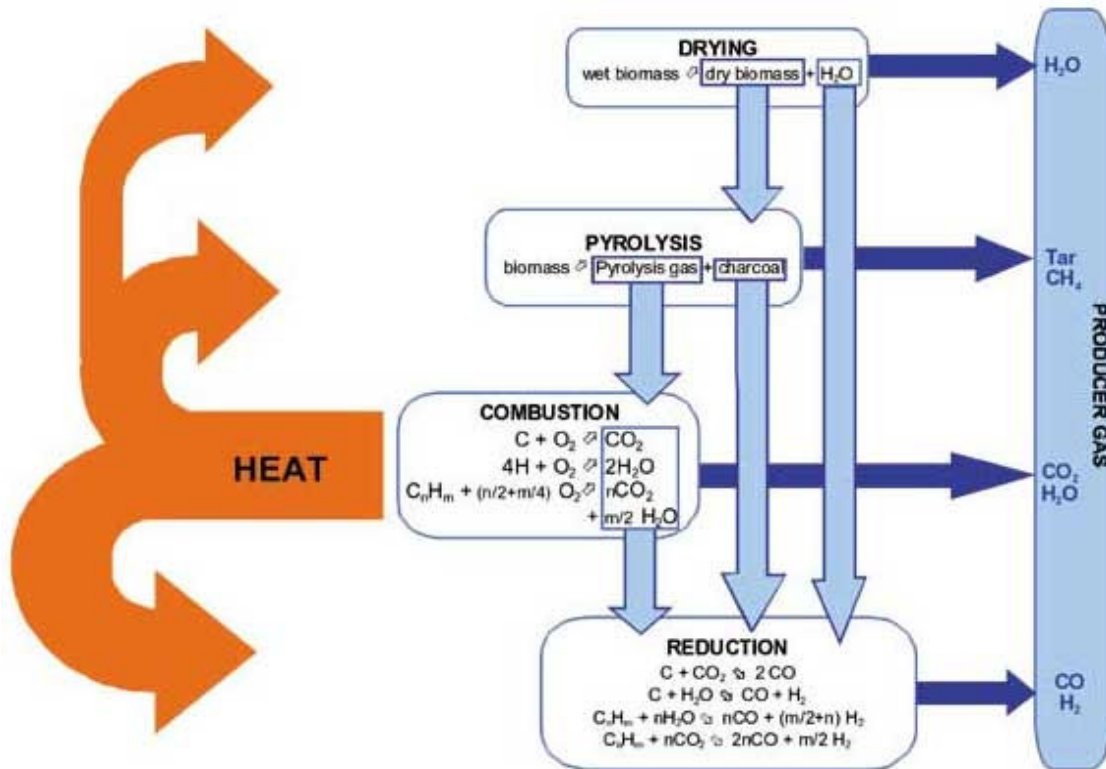 DRYING
wet biomass ⬀ dry biomass + H₂O
H₂O
PYROLYSIS
biomass ⬀ Pyrolysis gas + charcoal
Tar
CH₄
PRODUCER GAS
COMBUSTION
C + O₂ ⬀ CO₂
4H + O₂ ⬀ 2H₂O
CₙHₘ + (n/2+m/4) O₂ ⬀ nCO₂
+ m/2 H₂O
HEAT
CO₂
H₂O
REDUCTION
C + CO₂ ⬂ 2 CO
C + H₂O ⬂ CO + H₂
CₙHₘ + nH₂O ⬂ nCO + (m/2+n) H₂
CₙHₘ + nCO₂ ⬂ 2nCO + m/2 H₂
CO
H₂